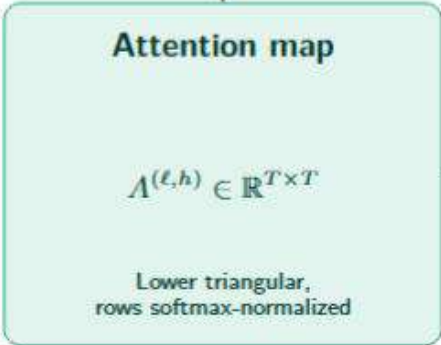 Attention map
Λ^{(ℓ,h)} ∈ ℝ^{T×T}
Lower triangular,
rows softmax-normalized